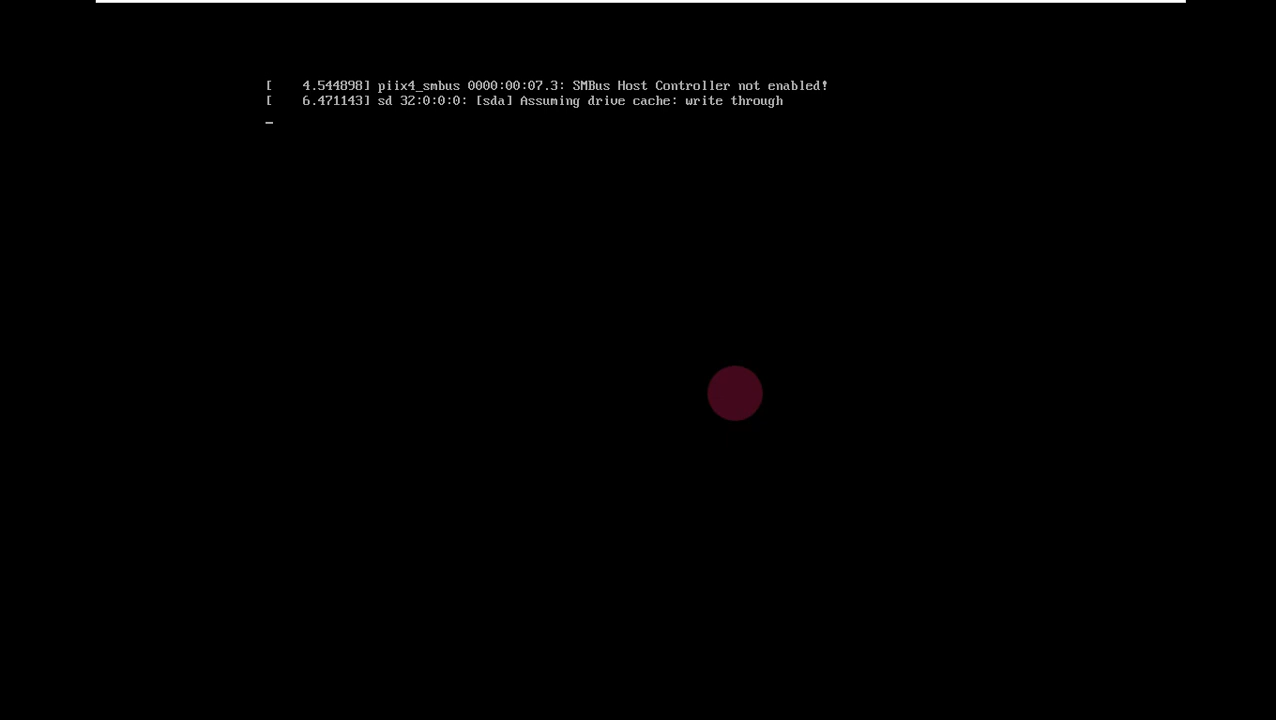 [    4.544898] piix4_smbus 0000:00:07.3: SMBus Host Controller not enabled!
[    6.471143] sd 32:0:0:0: [sda] Assuming drive cache: write through
_